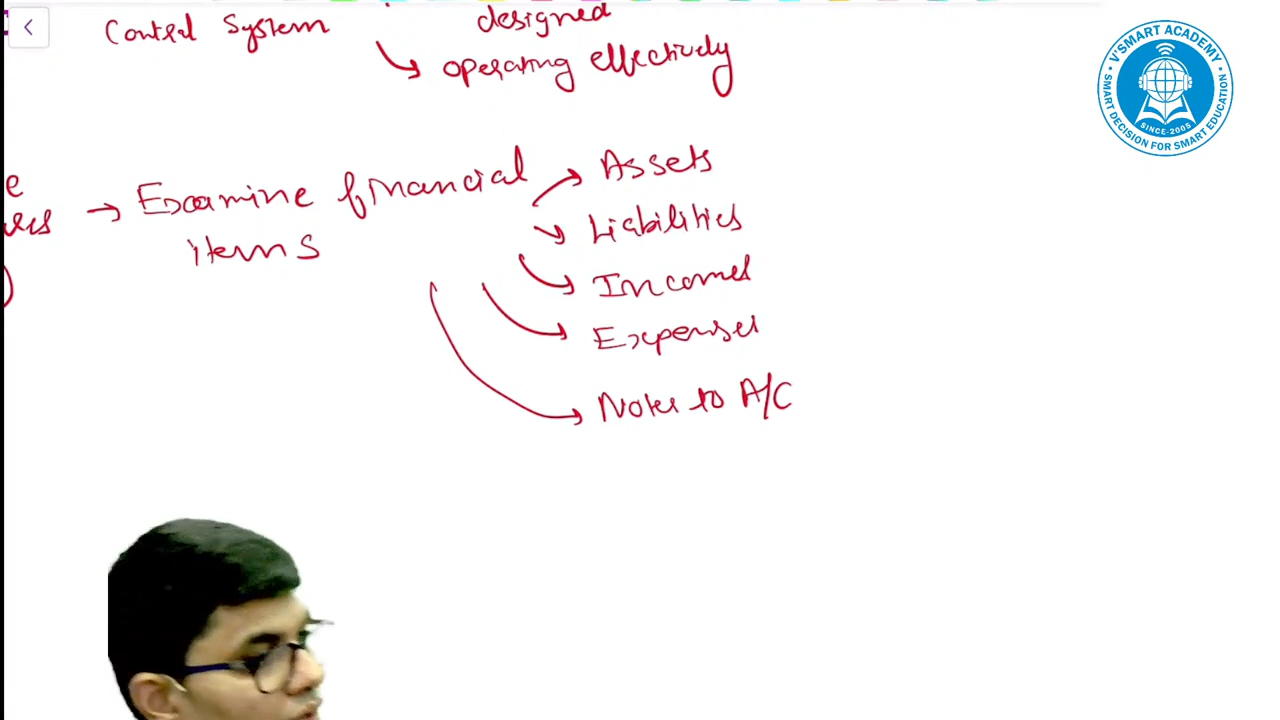 designed
Control System
operating effectively
Assets
Examine financial
items
Liabilities
Incomes
Expenses
Notes to A/C
V'SMART ACADEMY
SINCE-2005
SMART DECISION FOR SMART EDUCATION